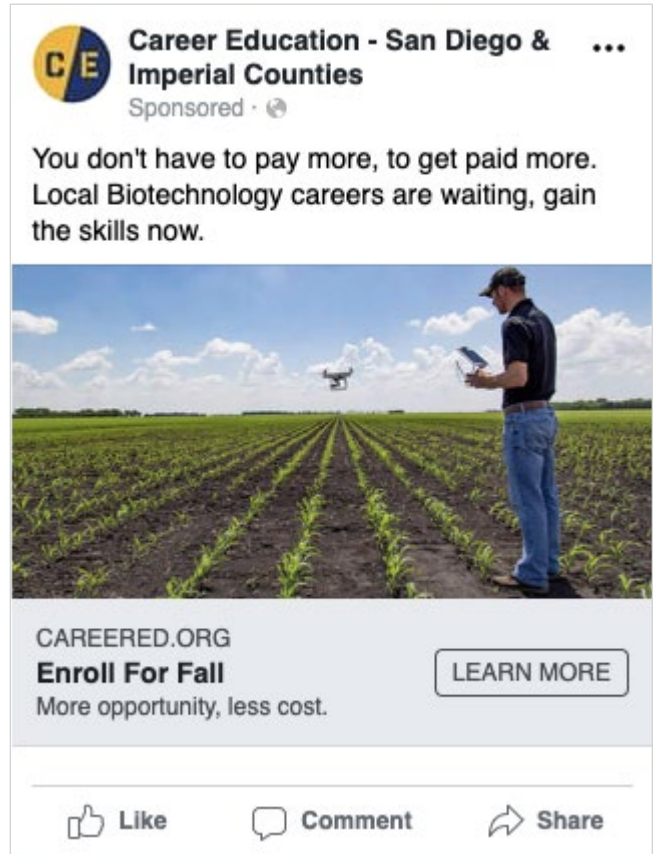 CE
Career Education - San Diego &
Imperial Counties
Sponsored ·
You don't have to pay more, to get paid more.
Local Biotechnology careers are waiting, gain
the skills now.
CAREERED.ORG
Enroll For Fall
More opportunity, less cost.
LEARN MORE
Like
Comment
Share